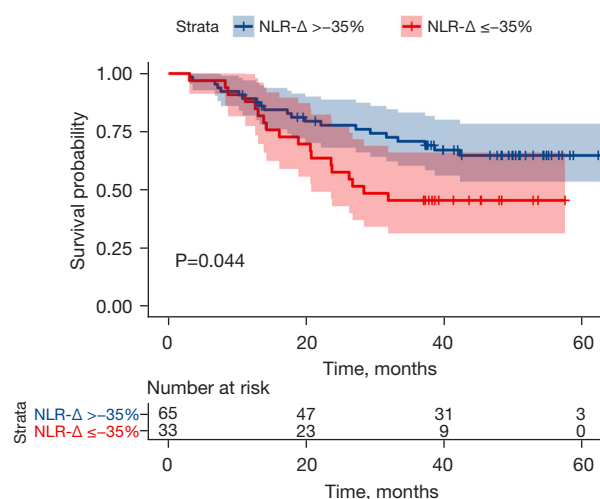 Strata NLR-Δ >−35% NLR-Δ ≤−35%
1.00
0.75
0.50
0.25
0.00
Survival probability
P=0.044
0 20 40 60
Time, months
Number at risk
Strata
NLR-Δ >−35% 65 47 31 3
NLR-Δ ≤−35% 33 23 9 0
0 20 40 60
Time, months